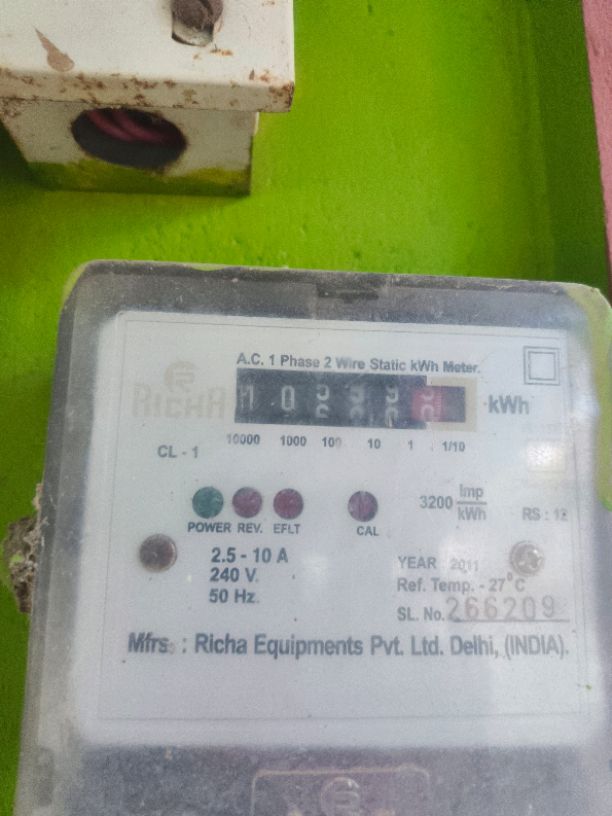 A.C. 1 Phase 2 Wire Static kWh Meter.
RICHA
1 0
kWh
10000 1000 100 10 1 1/10
CL - 1
3200 Imp/kWh
RS : 12
POWER REV. EFLT CAL
2.5 - 10 A
240 V.
50 Hz.
YEAR : 2011
Ref. Temp. - 27°C
SL. No. 266209
Mfrs. : Richa Equipments Pvt. Ltd. Delhi, (INDIA).